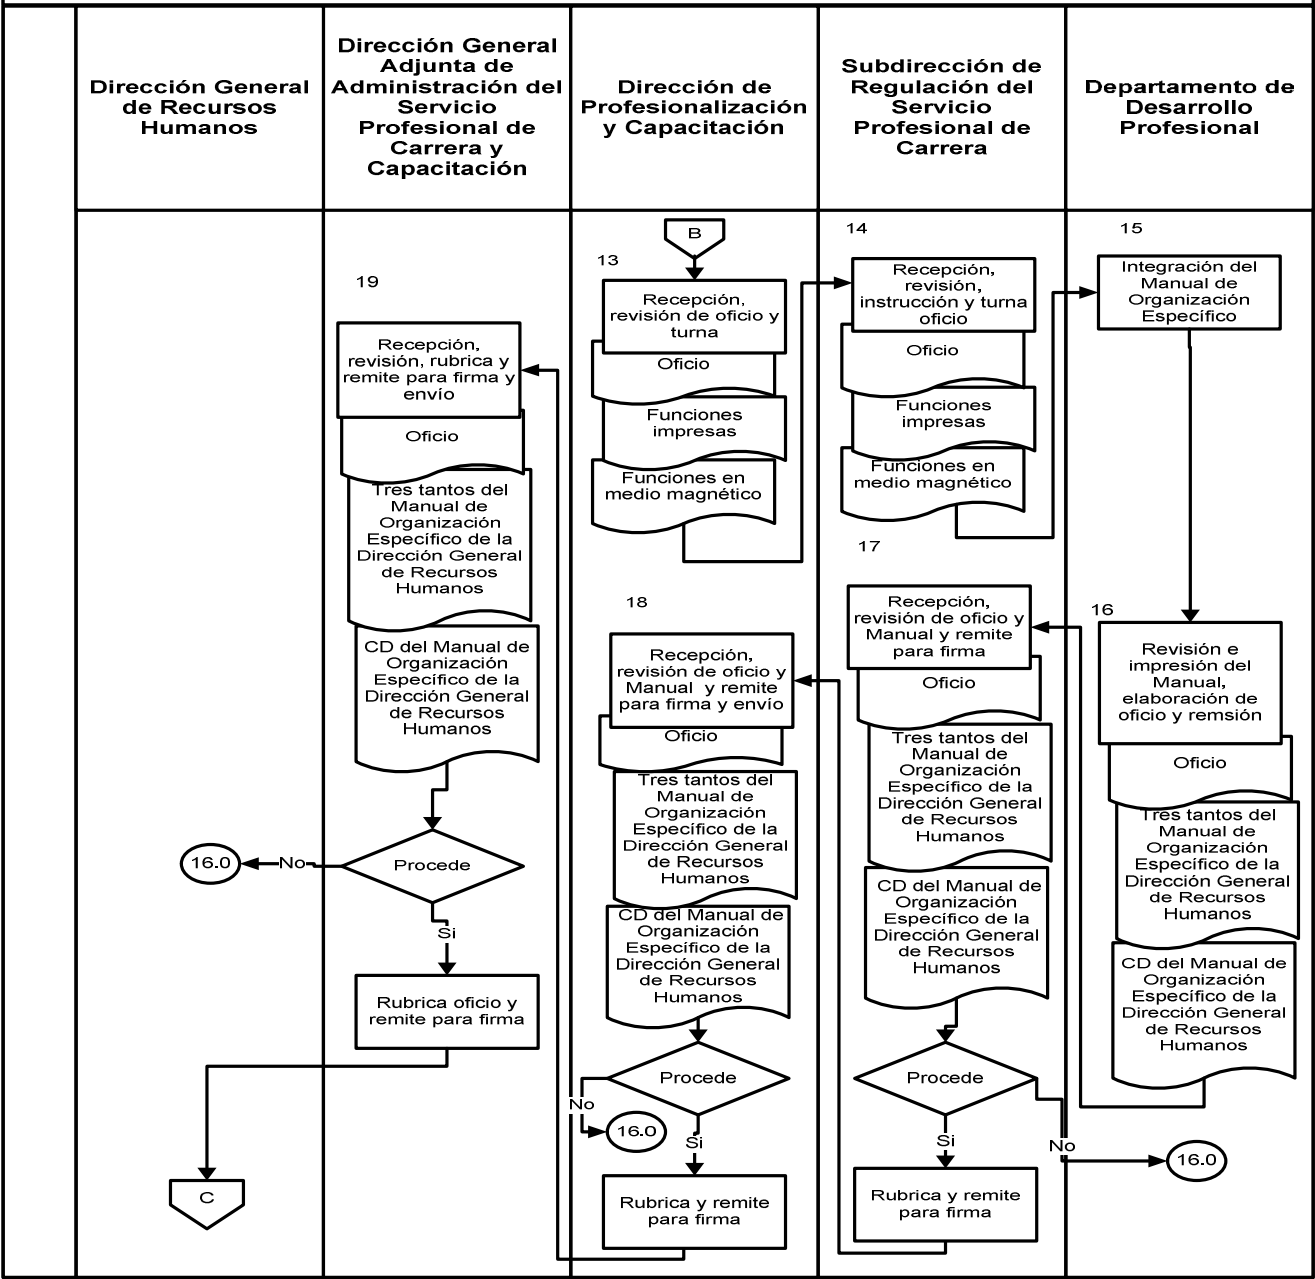 Dirección General
de Recursos
Humanos
Dirección General
Adjunta de
Administración del
Servicio
Profesional de
Carrera y
Capacitación
Dirección de
Profesionalización
y Capacitación
Subdirección de
Regulación del
Servicio
Profesional de
Carrera
Departamento de
Desarrollo
Profesional
B
13
Recepción,
revisión de oficio y
turna
Oficio
Funciones
impresas
Funciones en
medio magnético
14
Recepción,
revisión,
instrucción y turna
oficio
Oficio
Funciones
impresas
Funciones en
medio magnético
15
Integración del
Manual de
Organización
Específico
16
Revisión e
impresión del
Manual,
elaboración de
oficio y remsión
Oficio
Tres tantos del
Manual de
Organización
Específico de la
Dirección General
de Recursos
Humanos
CD del Manual de
Organización
Específico de la
Dirección General
de Recursos
Humanos
17
Recepción,
revisión de oficio y
Manual y remite
para firma
Oficio
Tres tantos del
Manual de
Organización
Específico de la
Dirección General
de Recursos
Humanos
CD del Manual de
Organización
Específico de la
Dirección General
de Recursos
Humanos
Procede
No
16.0
Si
Rubrica y remite
para firma
18
Recepción,
revisión de oficio y
Manual y remite
para firma y envío
Oficio
Tres tantos del
Manual de
Organización
Específico de la
Dirección General
de Recursos
Humanos
CD del Manual de
Organización
Específico de la
Dirección General
de Recursos
Humanos
Procede
No
16.0
Si
Rubrica y remite
para firma
19
Recepción,
revisión, rubrica y
remite para firma y
envío
Oficio
Tres tantos del
Manual de
Organización
Específico de la
Dirección General
de Recursos
Humanos
CD del Manual de
Organización
Específico de la
Dirección General
de Recursos
Humanos
Procede
No
16.0
Si
Rubrica oficio y
remite para firma
C